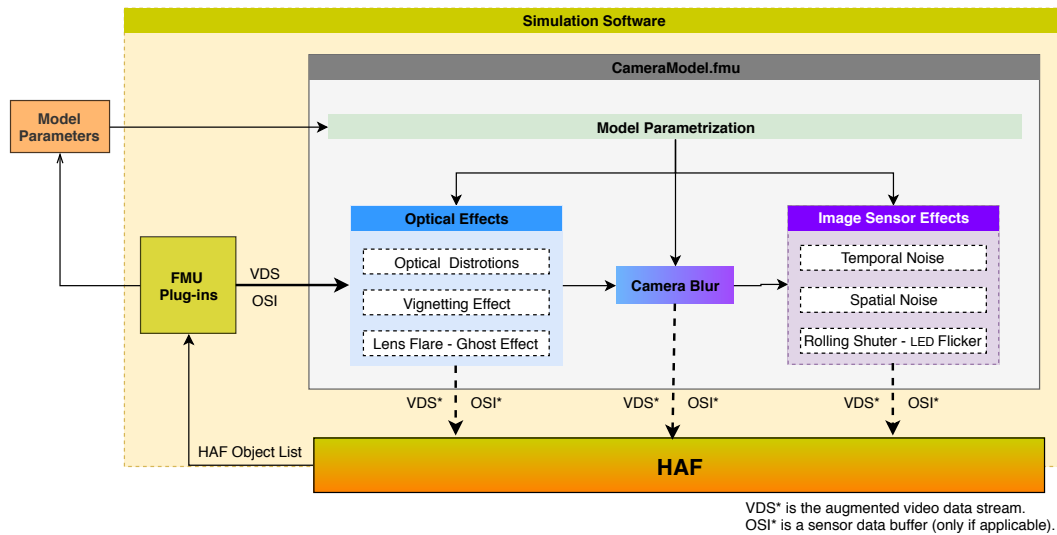 Simulation Software
CameraModel.fmu
Model
Parameters
Model Parametrization
Optical Effects
Image Sensor Effects
Optical Distrotions
Vignetting Effect
Lens Flare - Ghost Effect
Camera Blur
Temporal Noise
Spatial Noise
Rolling Shuter - LED Flicker
FMU
Plug-ins
VDS
OSI
VDS* OSI*
VDS* OSI*
VDS* OSI*
HAF Object List
HAF
VDS* is the augmented video data stream.
OSI* is a sensor data buffer (only if applicable).